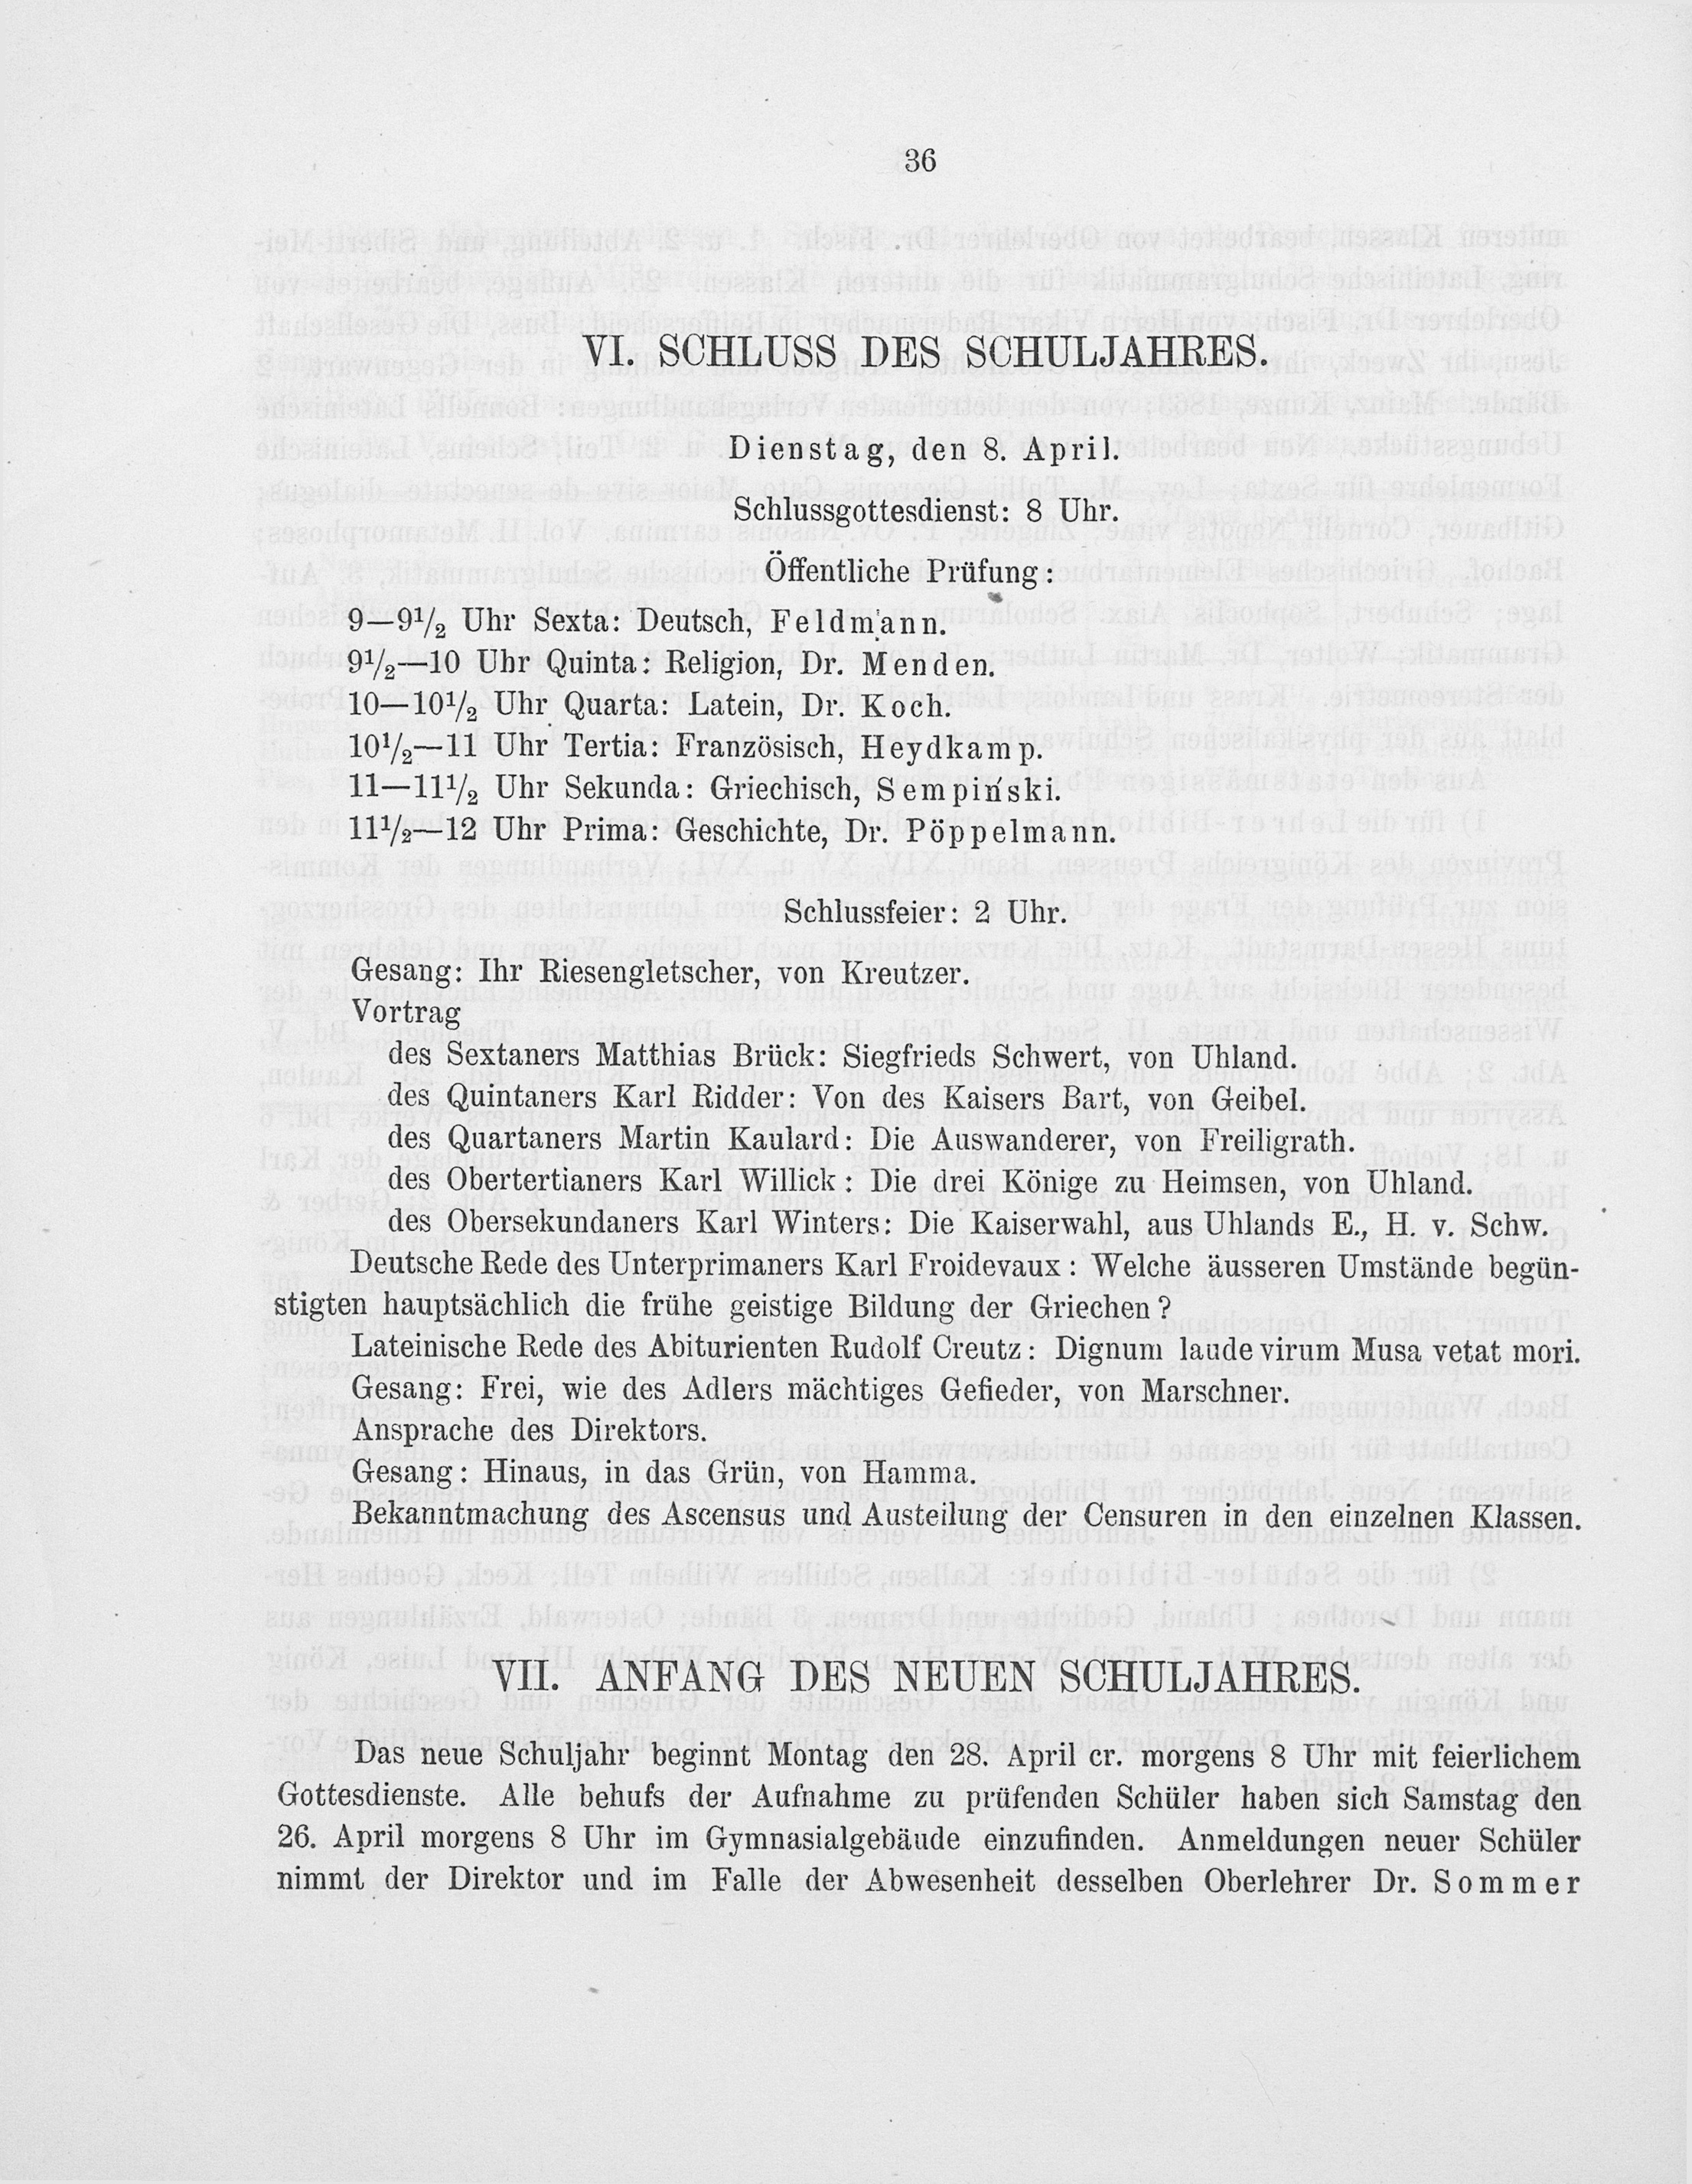 36
VI. SCHLUSS DES SCHULJAHRES.
Dienstag, den 8. April.
Schlussgottesdienst: 8 Uhr.
Öffentliche Prüfung:
9—9½ Uhr Sexta: Deutsch, Feldmann.
9½—10 Uhr Quinta: Religion, Dr. Menden.
10—10½ Uhr Quarta: Latein, Dr. Koch.
10½—11 Uhr Tertia: Französisch, Heydkamp.
11—11½ Uhr Sekunda: Griechisch, Sempiński.
11½—12 Uhr Prima: Geschichte, Dr. Pöppelmann.
Schlussfeier: 2 Uhr.
Gesang: Ihr Riesengletscher, von Kreutzer.
Vortrag
des Sextaners Matthias Brück: Siegfrieds Schwert, von Uhland.
des Quintaners Karl Ridder: Von des Kaisers Bart, von Geibel.
des Quartaners Martin Kaulard: Die Auswanderer, von Freiligrath.
des Obertertianers Karl Willick: Die drei Könige zu Heimsen, von Uhland.
des Obersekundaners Karl Winters: Die Kaiserwahl, aus Uhlands E., H. v. Schw.
Deutsche Rede des Unterprimaners Karl Froidevaux: Welche äusseren Umstände begün-
stigten hauptsächlich die frühe geistige Bildung der Griechen?
Lateinische Rede des Abiturienten Rudolf Creutz: Dignum laude virum Musa vetat mori.
Gesang: Frei, wie des Adlers mächtiges Gefieder, von Marschner.
Ansprache des Direktors.
Gesang: Hinaus, in das Grün, von Hamma.
Bekanntmachung des Ascensus und Austeilung der Censuren in den einzelnen Klassen.
VII. ANFANG DES NEUEN SCHULJAHRES.
Das neue Schuljahr beginnt Montag den 28. April cr. morgens 8 Uhr mit feierlichem
Gottesdienste. Alle behufs der Aufnahme zu prüfenden Schüler haben sich Samstag den
26. April morgens 8 Uhr im Gymnasialgebäude einzufinden. Anmeldungen neuer Schüler
nimmt der Direktor und im Falle der Abwesenheit desselben Oberlehrer Dr. Sommer